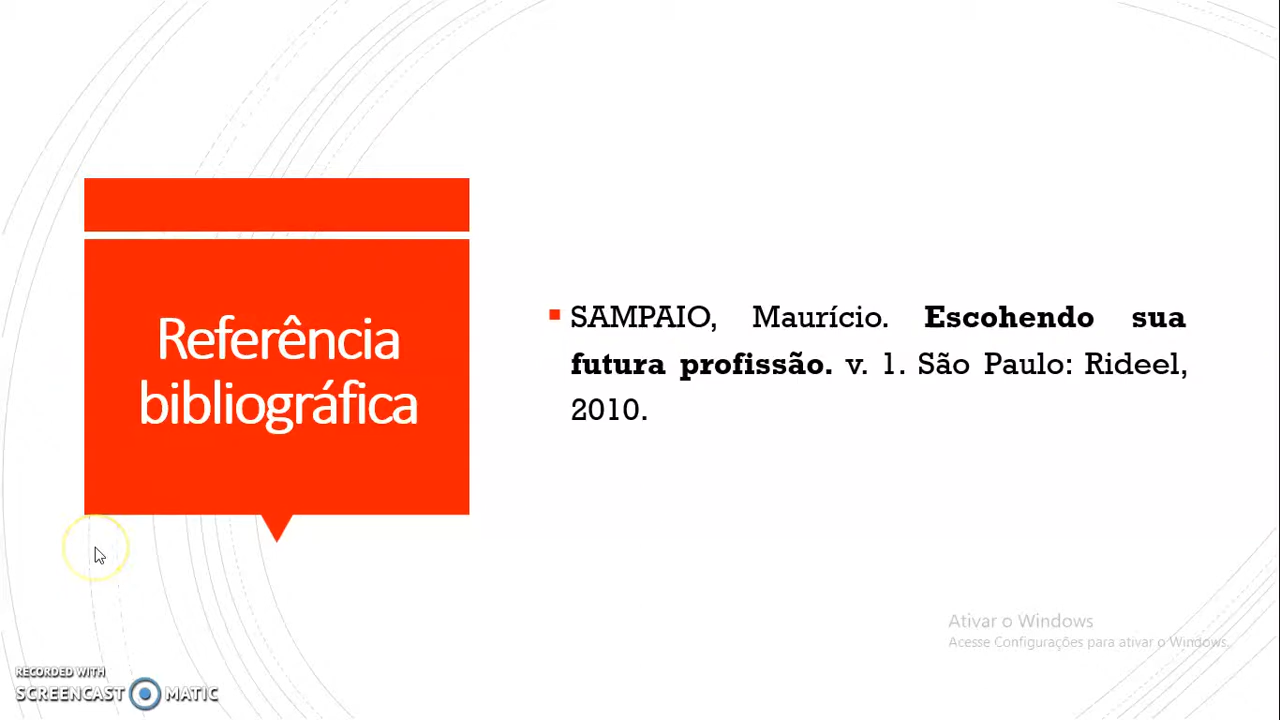 Referência
bibliográfica
SAMPAIO, Maurício. Escohendo sua
futura profissão. v. 1. São Paulo: Rideel,
2010.
Ativar o Windows
Acesse Configurações para ativar o Windows.
RECORDED WITH
SCREENCAST MATIC